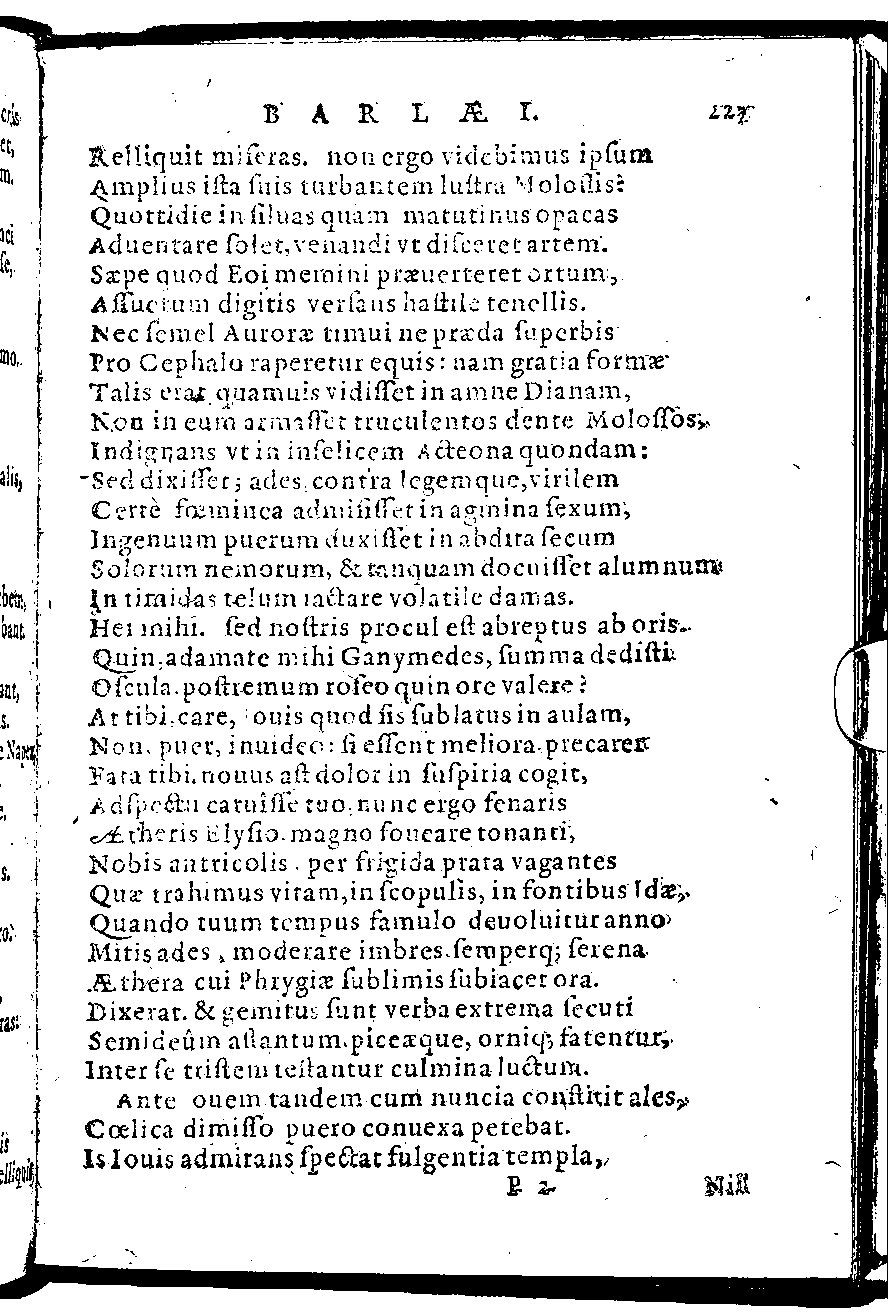 BARLÆI. 227
Relliquit miſeras. non ergo videbimus ipſum
Amplius iſta ſuis turbantem luſtra Moloſſis?
Quottidie in ſiluas quam matutinus opacas
Aduentare ſolet, venandi vt diſceret artem.
Sæpe quod Eoi memini præuerteret ortum,
Aſſuetum digitis verſans haſtile tenellis.
Nec ſemel Auroræ timui ne præda ſuperbis
Pro Cephalo raperetur equis: nam gratia formæ
Talis erat quamuis vidiſſet in amne Dianam,
Non in eum armaſſet truculentos dente Moloſſos,
Indignans vt in infelicem Acteona quondam:
Sed dixiſſet; ades, contra legemque, virilem
Certè fœminea admiſiſſet in agmina ſexum,
Ingenuum puerum duxiſſet in abdita ſecum
Solorum nemorum, & tanquam docuiſſet alumnum
In timidas telum iactare volatile damas.
Hei mihi. ſed noſtris procul eſt abreptus ab oris.
Quin, adamate mihi Ganymedes, ſumma dediſti
Oſcula. poſtremum roſeo quin ore valere?
At tibi, care, Iouis quod ſis ſublatus in aulam,
Non, puer, inuideo: ſi eſſent meliora, precarer
Fata tibi. nouus aſt dolor in ſuſpiria cogit,
Adſpectu caruîſſe tuo, nunc ergo fenaris
Ætheris Elyſio. magno foueare tonanti,
Nobis antricolis, per frigida prata vagantes
Quæ trahimus vitam, in ſcopulis, in fontibus Idæ,
Quando tuum tempus famulo deuoluitur anno
Mitis ades, moderare imbres, ſemperq; ſerena
Æthera cui Phrygiæ ſublimis ſubiacet ora.
Dixerat. & gemitus ſunt verba extrema ſecuti
Semideûm aſtantum. piceæque, orniq; fatentur,
Inter ſe triſtem teſtantur culmina luctum.
Ante ouem tandem cum nuncia conſtitit ales,
Cœlica dimiſſo puero conuexa petebat.
Is Iouis admirans ſpectat fulgentia templa,
P 2 Niſl